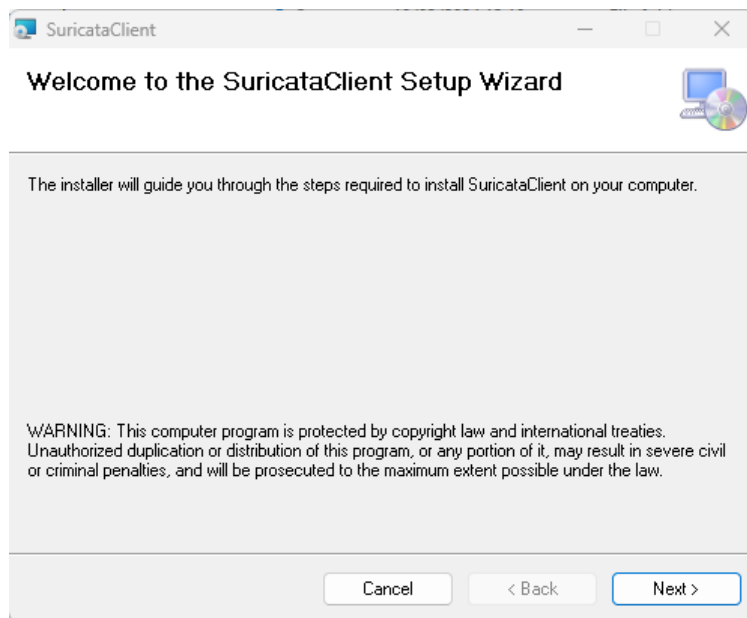 SuricataClient
Welcome to the SuricataClient Setup Wizard
The installer will guide you through the steps required to install SuricataClient on your computer.
WARNING: This computer program is protected by copyright law and international treaties.
Unauthorized duplication or distribution of this program, or any portion of it, may result in severe civil
or criminal penalties, and will be prosecuted to the maximum extent possible under the law.
Cancel
< Back
Next >